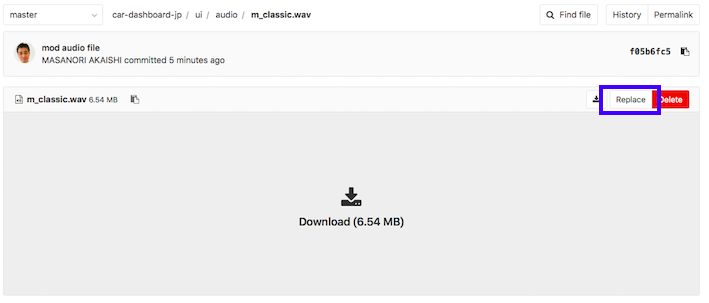 master car-dashboard-jp / ui / audio / m_classic.wav Find file History Permalink
mod audio file
MASANORI AKAISHI committed 5 minutes ago f05b6fc5
m_classic.wav 6.54 MB Replace Delete
Download (6.54 MB)